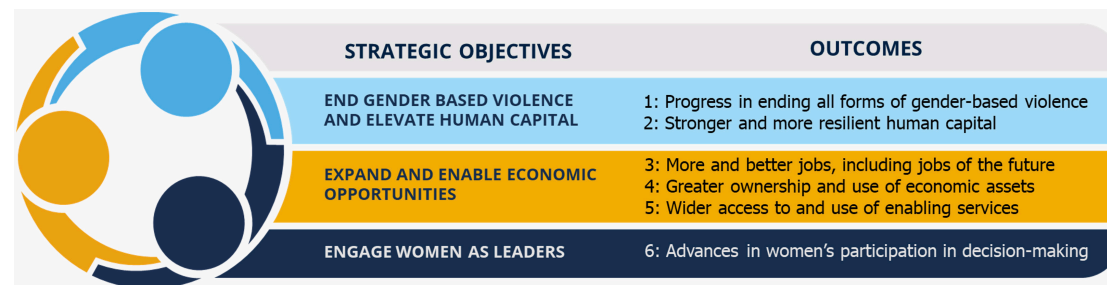 STRATEGIC OBJECTIVES
OUTCOMES
END GENDER BASED VIOLENCE
AND ELEVATE HUMAN CAPITAL
1: Progress in ending all forms of gender-based violence
2: Stronger and more resilient human capital
EXPAND AND ENABLE ECONOMIC
OPPORTUNITIES
3: More and better jobs, including jobs of the future
4: Greater ownership and use of economic assets
5: Wider access to and use of enabling services
ENGAGE WOMEN AS LEADERS
6: Advances in women’s participation in decision-making